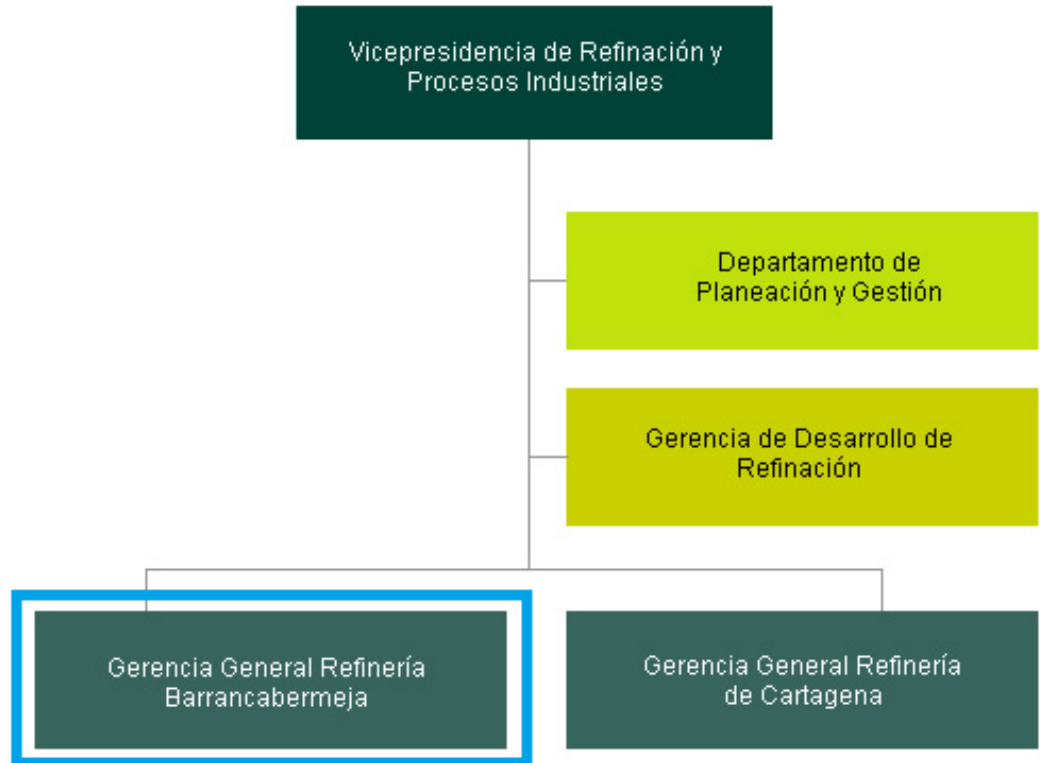 Vicepresidencia de Refinación y
Procesos Industriales
Departamento de
Planeación y Gestión
Gerencia de Desarrollo de
Refinación
Gerencia General Refinería
Barrancabermeja
Gerencia General Refinería
de Cartagena